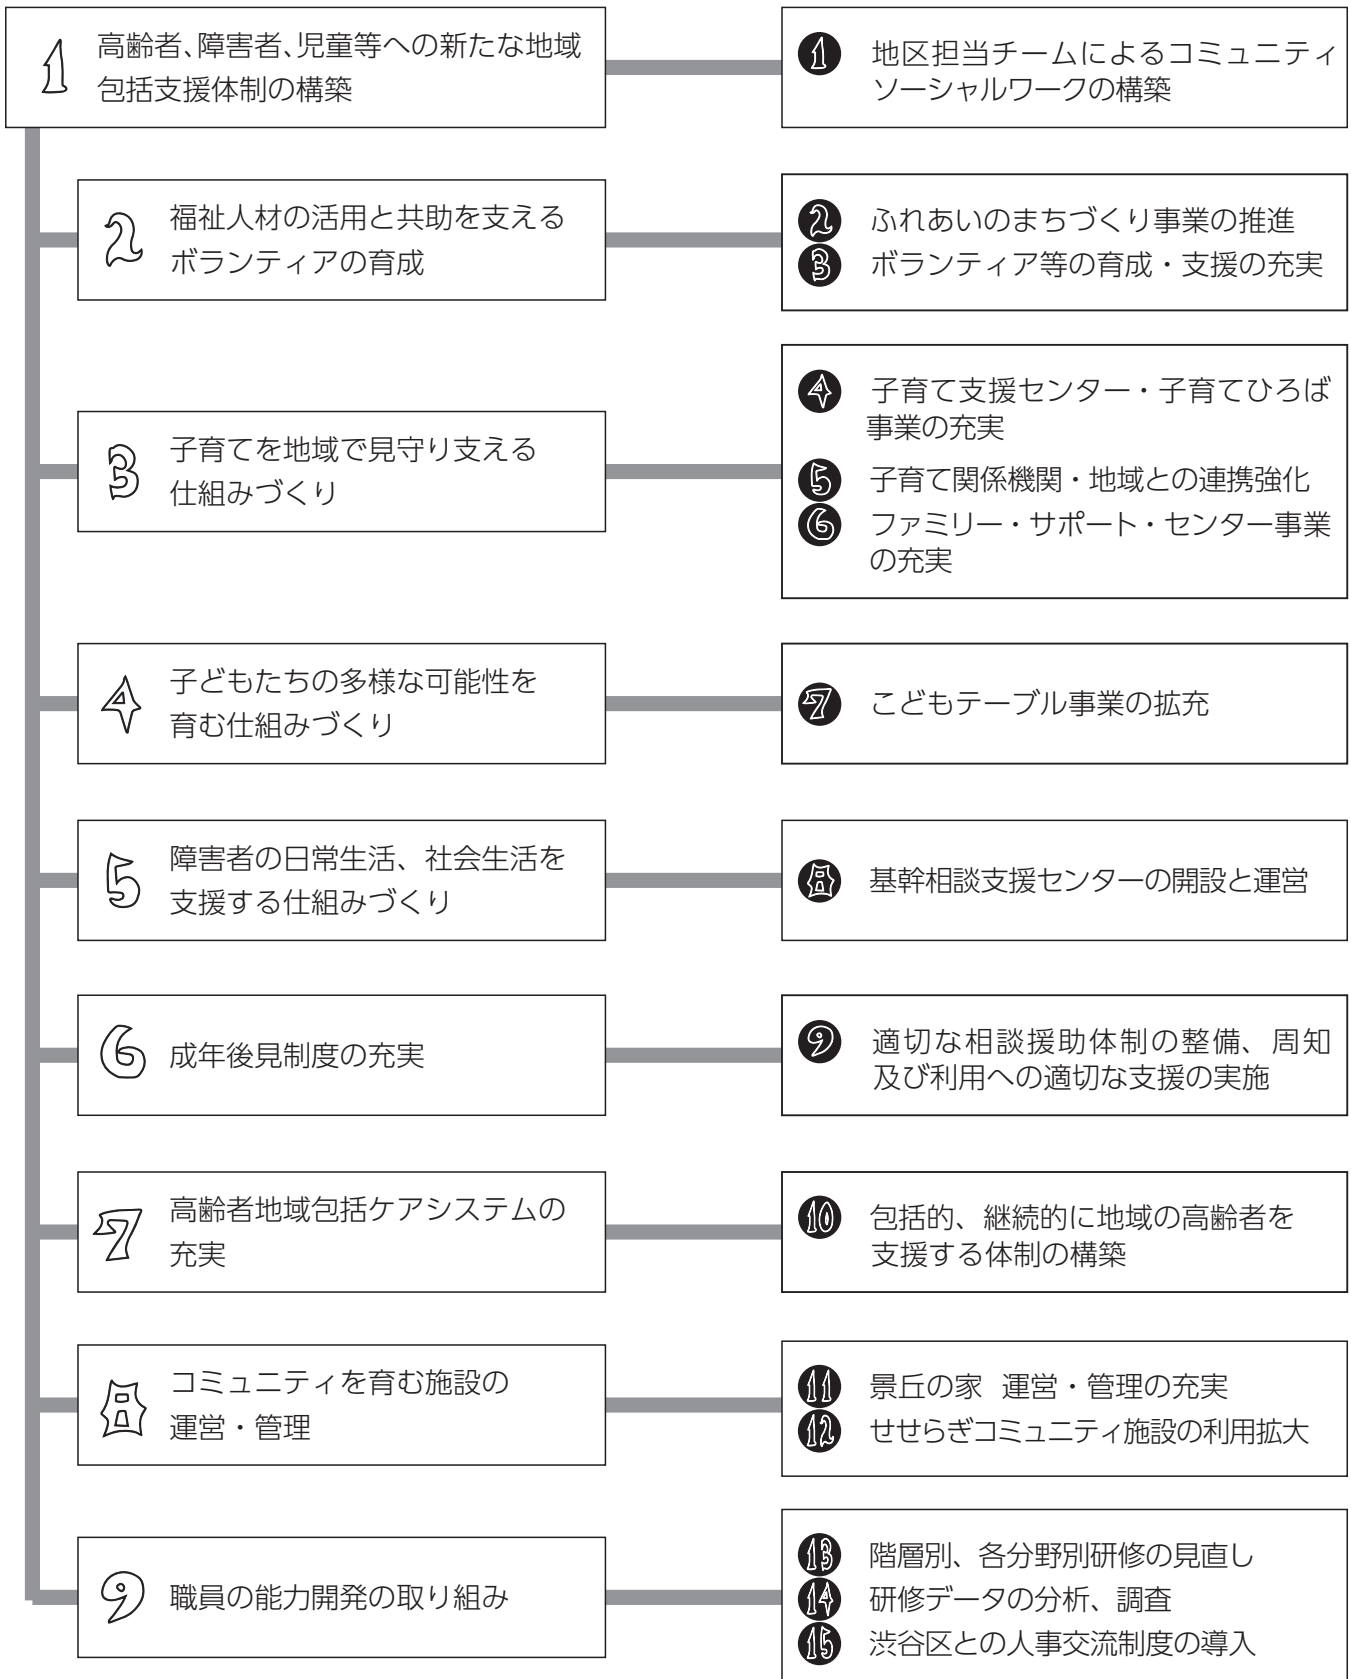 1 高齢者、障害者、児童等への新たな地域
包括支援体制の構築
1 地区担当チームによるコミュニティ
ソーシャルワークの構築
2 福祉人材の活用と共助を支える
ボランティアの育成
2 ふれあいのまちづくり事業の推進
3 ボランティア等の育成・支援の充実
3 子育てを地域で見守り支える
仕組みづくり
4 子育て支援センター・子育てひろば
事業の充実
5 子育て関係機関・地域との連携強化
6 ファミリー・サポート・センター事業
の充実
4 子どもたちの多様な可能性を
育む仕組みづくり
7 こどもテーブル事業の拡充
5 障害者の日常生活、社会生活を
支援する仕組みづくり
8 基幹相談支援センターの開設と運営
6 成年後見制度の充実
9 適切な相談援助体制の整備、周知
及び利用への適切な支援の実施
7 高齢者地域包括ケアシステムの
充実
10 包括的、継続的に地域の高齢者を
支援する体制の構築
8 コミュニティを育む施設の
運営・管理
11 景丘の家 運営・管理の充実
12 せせらぎコミュニティ施設の利用拡大
9 職員の能力開発の取り組み
13 階層別、各分野別研修の見直し
14 研修データの分析、調査
15 渋谷区との人事交流制度の導入